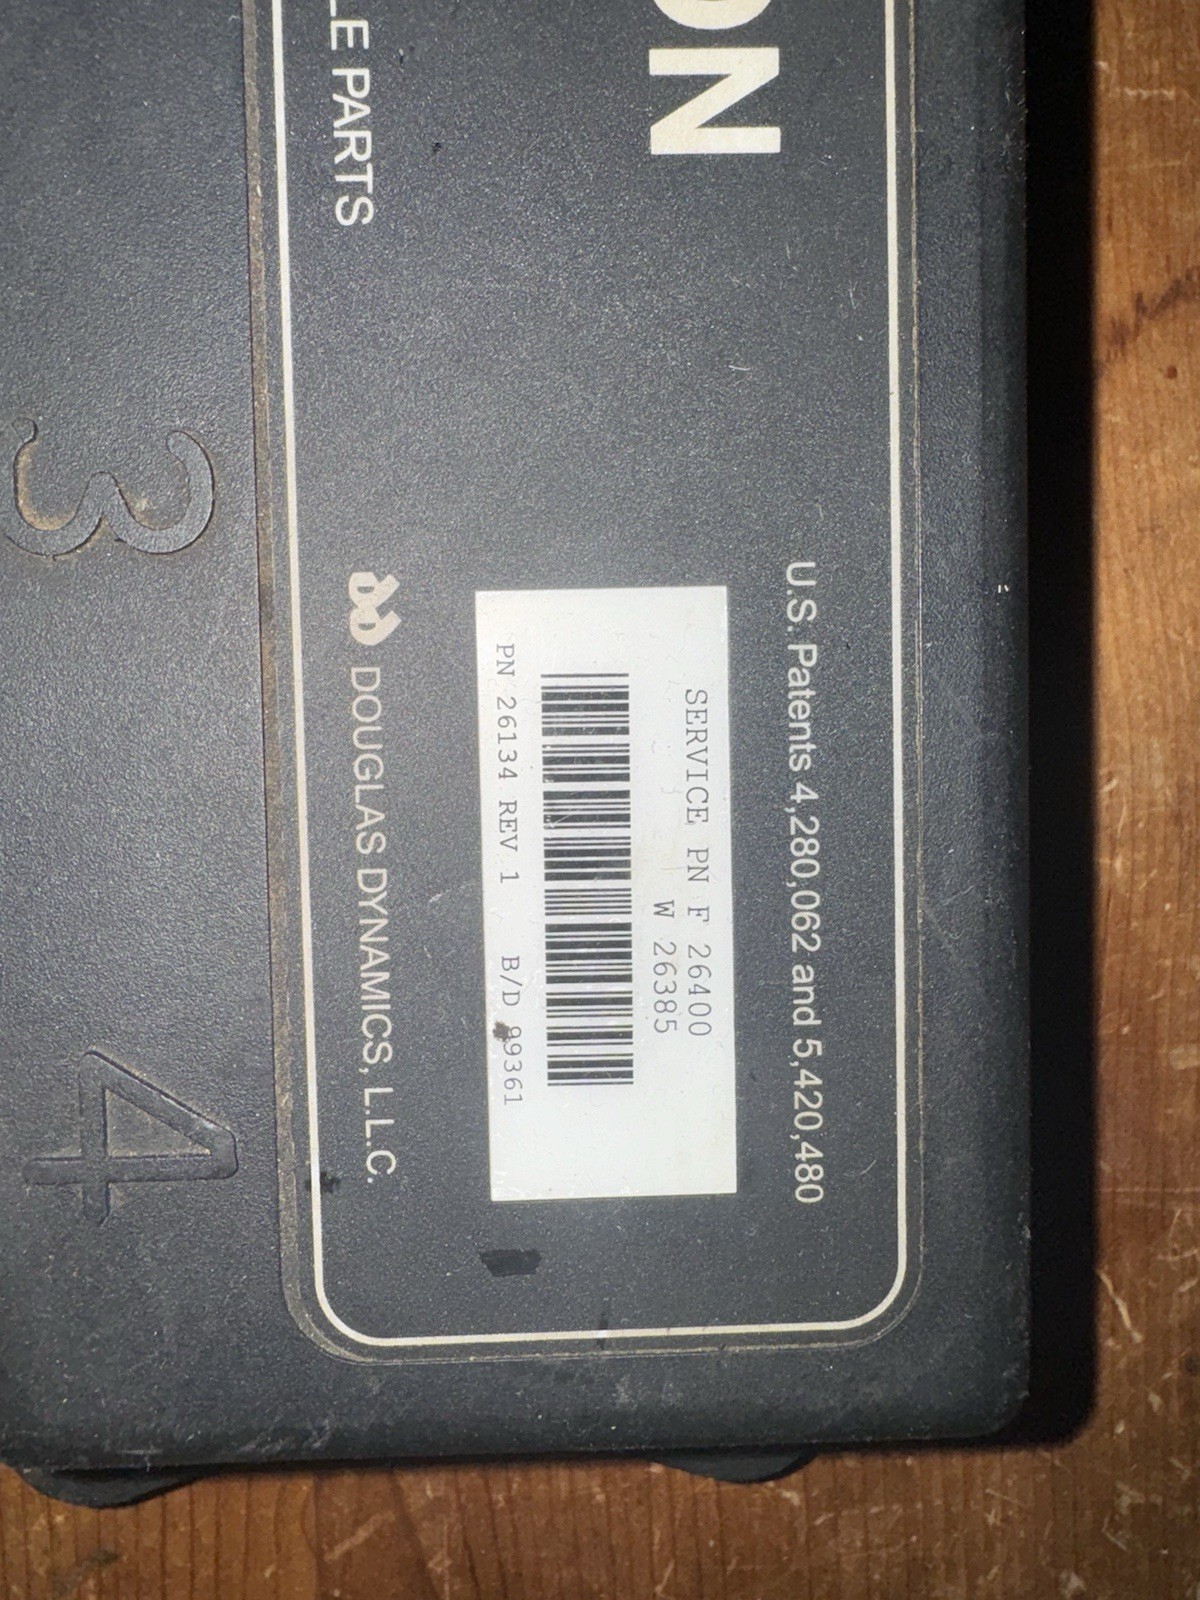 ON
U.S. Patents 4,280,062 and 5,420,480
SERVICE PN F 26400
W 26385
PN 26134 REV 1 B/D 99361
LE PARTS
DOUGLAS DYNAMICS, L.L.C.
3
4